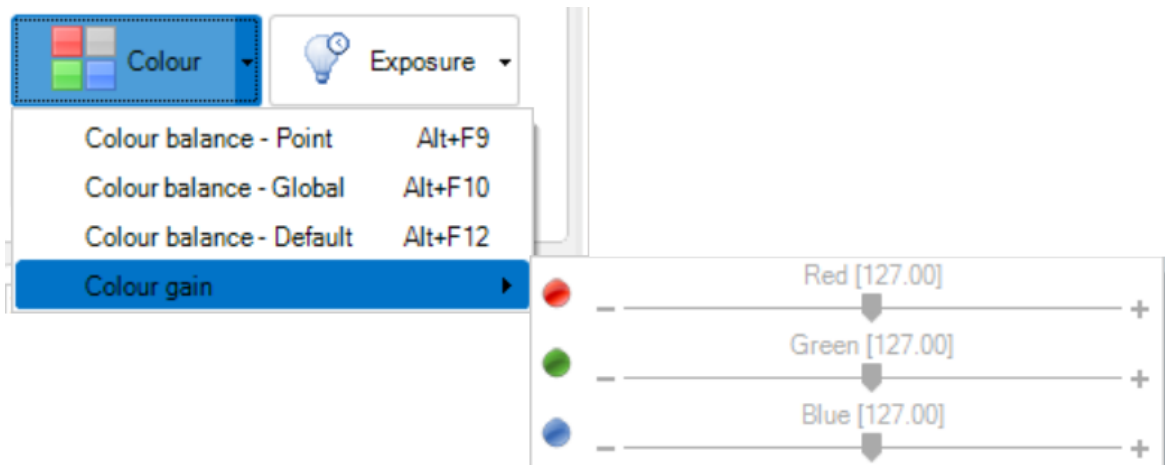 Colour Exposure
Colour balance - Point Alt+F9
Colour balance - Global Alt+F10
Colour balance - Default Alt+F12
Colour gain
Red [127.00]
Green [127.00]
Blue [127.00]